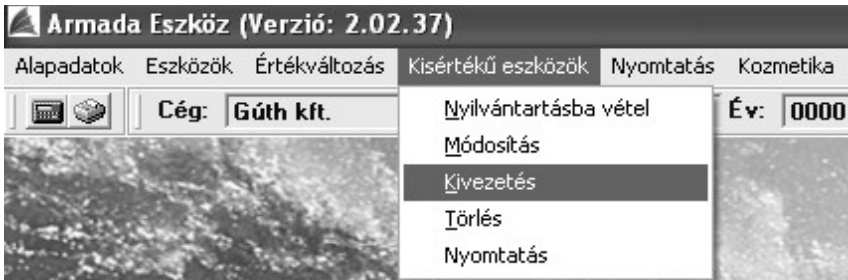 Armada Eszköz (Verzió: 2.02.37)
Alapadatok Eszközök Értékváltozás Kisértékű eszközök Nyomtatás Kozmetika
Cég: Gúth kft. Év: 0000
Nyilvántartásba vétel
Módosítás
Kivezetés
Törlés
Nyomtatás